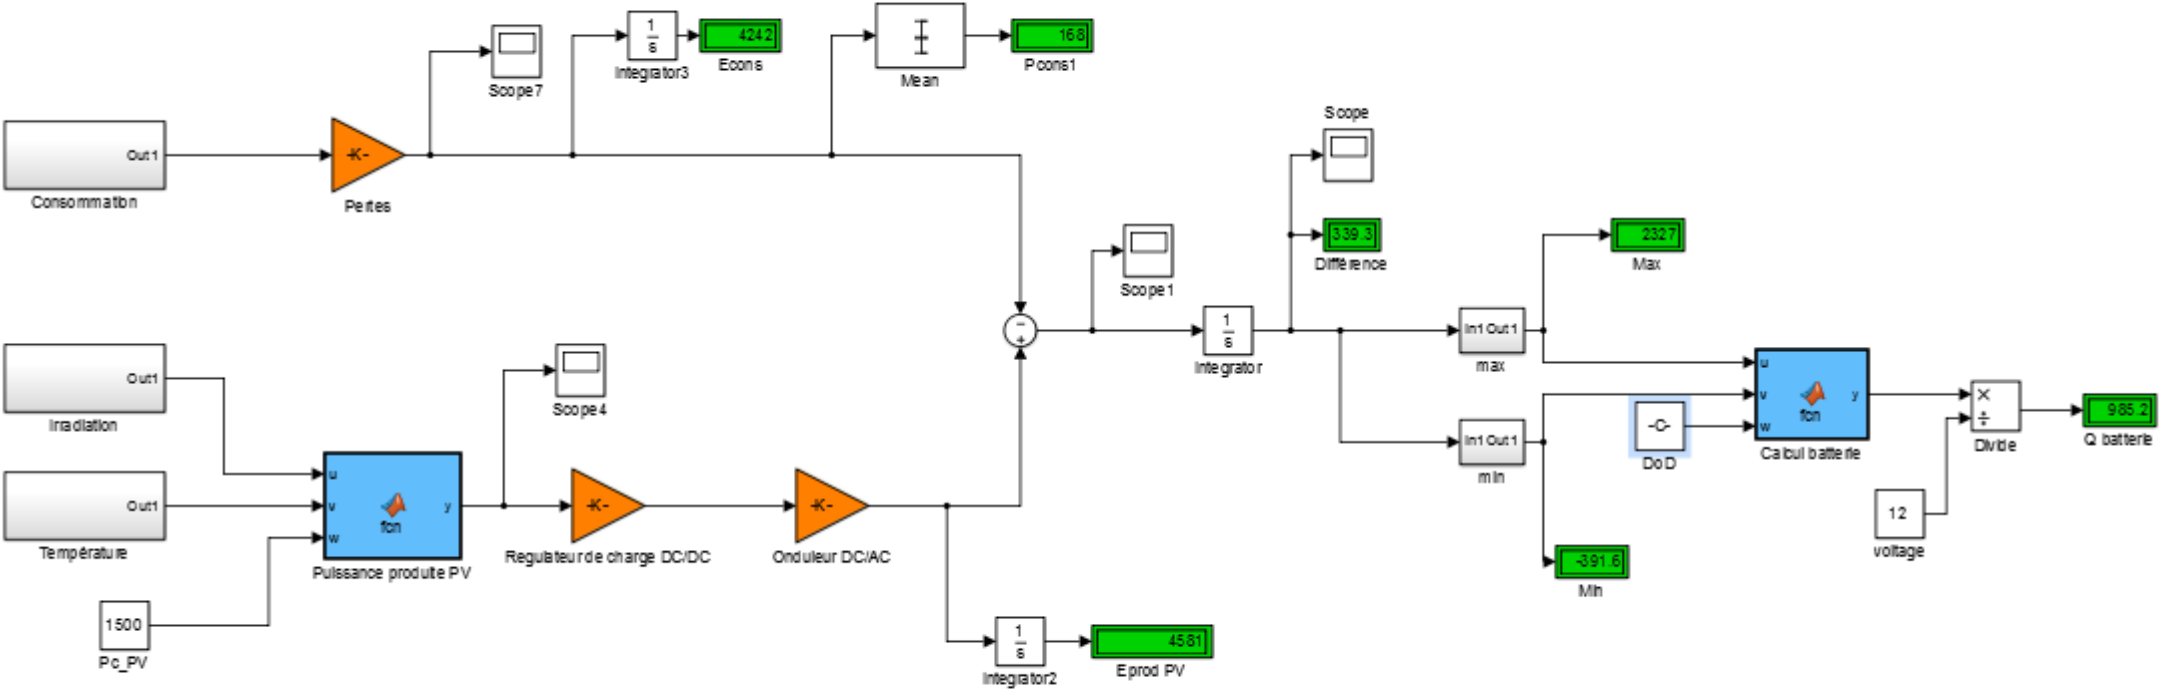 1
s
4242
Integrator3
Econs
Scope7
Mean
168
Pcons1
Out1
Consommation
-K-
Pertes
Scope
339.3
Différence
Scope1
−
+
1
s
Integrator
In1 Out1
max
2327
Max
In1 Out1
min
-391.6
Min
-C-
DoD
u
v
w
fcn
y
Calcul batterie
×
÷
Divide
985.2
Q batterie
12
voltage
Out1
Irradiation
Out1
Température
1500
Pc_PV
u
v
w
fcn
y
Puissance produite PV
Scope4
-K-
Regulateur de charge DC/DC
-K-
Onduleur DC/AC
1
s
Integrator2
4581
Eprod PV